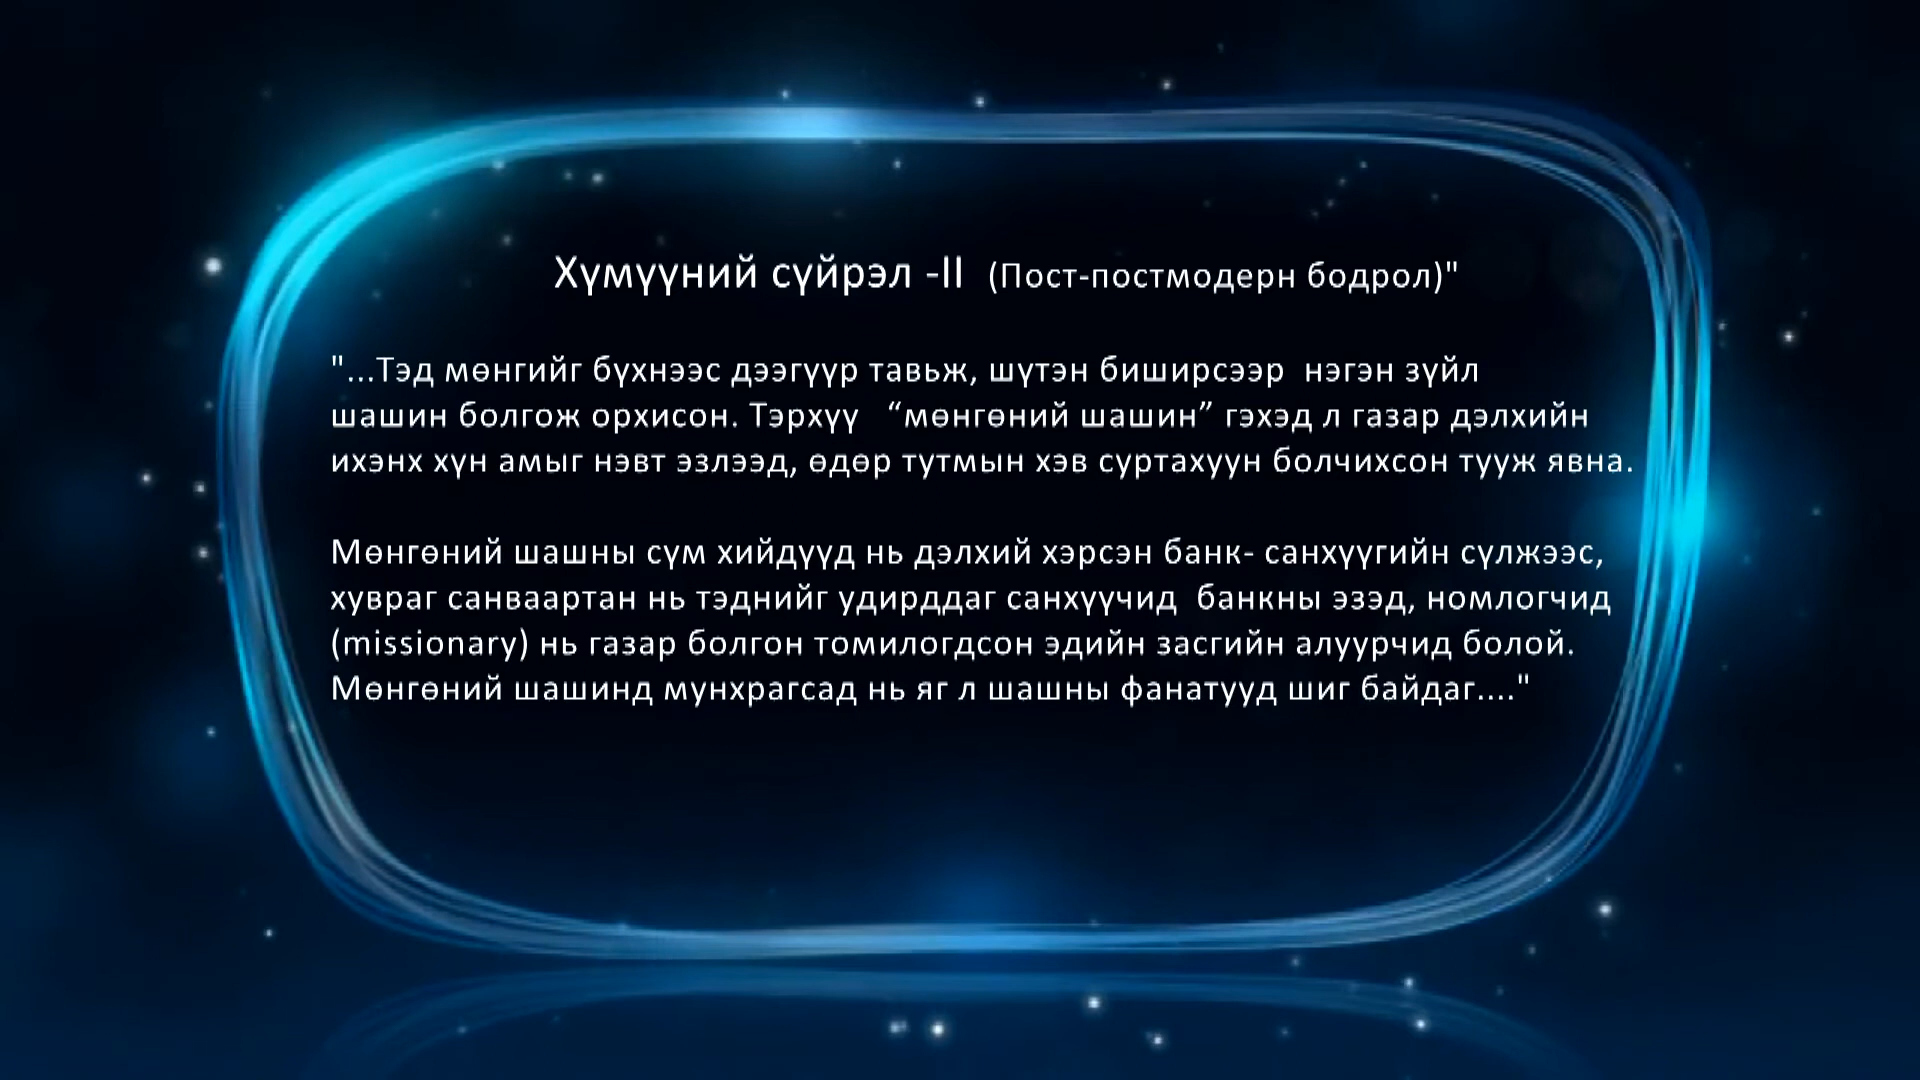 Хүмүүний сүйрэл -II (Пост-постмодерн бодрол)"
"...Тэд мөнгийг бүхнээс дээгүүр тавьж, шүтэн биширсээр нэгэн зүйл
шашин болгож орхисон. Тэрхүү “мөнгөний шашин” гэхэд л газар дэлхийн
ихэнх хүн амыг нэвт эзлээд, өдөр тутмын хэв суртахуун болчихсон тууж явна.
Мөнгөний шашны сүм хийдүүд нь дэлхий хэрсэн банк- санхүүгийн сүлжээс,
хувраг санваартан нь тэднийг удирддаг санхүүчид банкны эзэд, номлогчид
(missionary) нь газар болгон томилогдсон эдийн засгийн алуурчид болой.
Мөнгөний шашинд мунхрагсад нь яг л шашны фанатууд шиг байдаг...."